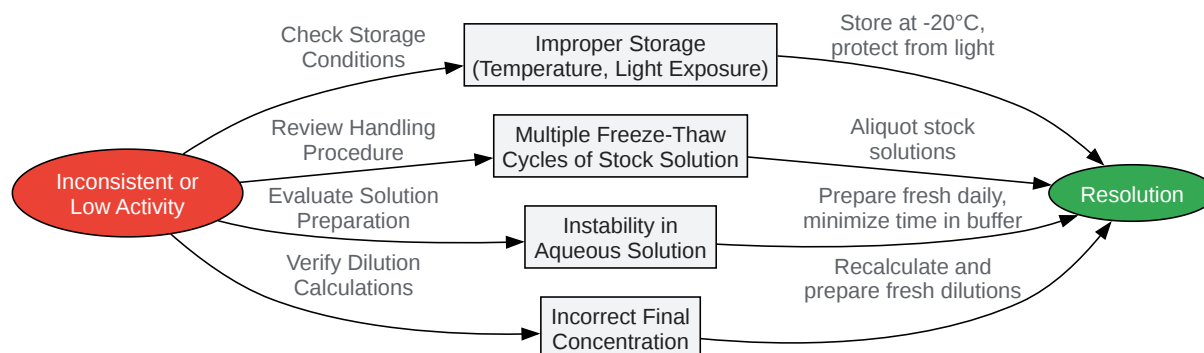 Check Storage
Conditions
Improper Storage
(Temperature, Light Exposure)
Store at -20°C,
protect from light
Review Handling
Procedure
Multiple Freeze-Thaw
Cycles of Stock Solution
Aliquot stock
solutions
Inconsistent or
Low Activity
Evaluate Solution
Preparation
Instability in
Aqueous Solution
Prepare fresh daily,
minimize time in buffer
Resolution
Verify Dilution
Calculations
Incorrect Final
Concentration
Recalculate and
prepare fresh dilutions